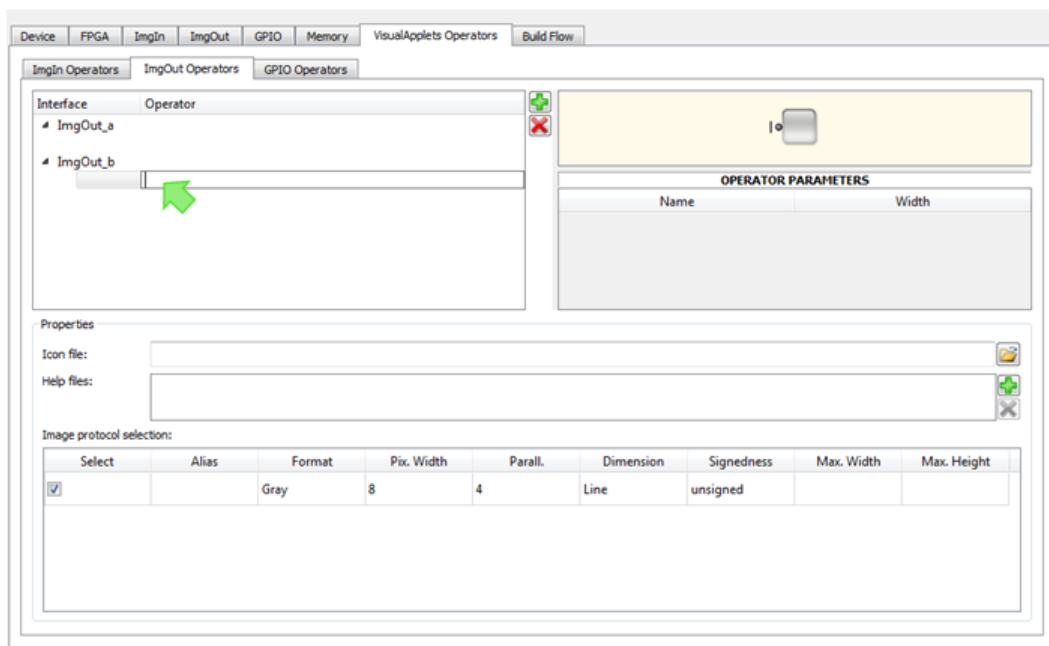 Device FPGA ImgIn ImgOut GPIO Memory VisualApplets Operators Build Flow
ImgIn Operators ImgOut Operators GPIO Operators
Interface Operator
ImgOut_a
ImgOut_b
OPERATOR PARAMETERS
Name Width
Properties
Icon file:
Help files:
Image protocol selection:
Select Alias Format Pix. Width Parall. Dimension Signedness Max. Width Max. Height
Gray 8 4 Line unsigned